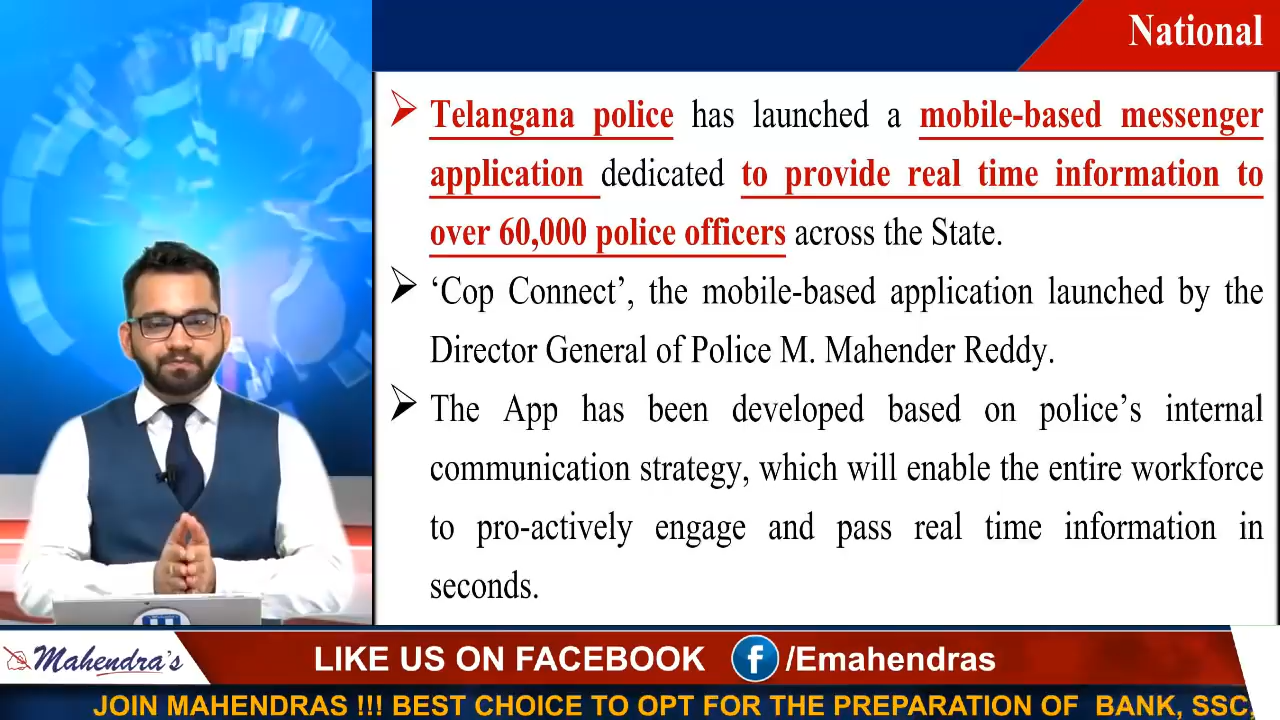 National
➢ Telangana police has launched a mobile-based messenger
application dedicated to provide real time information to
over 60,000 police officers across the State.
➢ ‘Cop Connect’, the mobile-based application launched by the
Director General of Police M. Mahender Reddy.
➢ The App has been developed based on police’s internal
communication strategy, which will enable the entire workforce
to pro-actively engage and pass real time information in
seconds.
Mahendra's
LIKE US ON FACEBOOK f /Emahendras
JOIN MAHENDRAS !!! BEST CHOICE TO OPT FOR THE PREPARATION OF BANK, SSC,